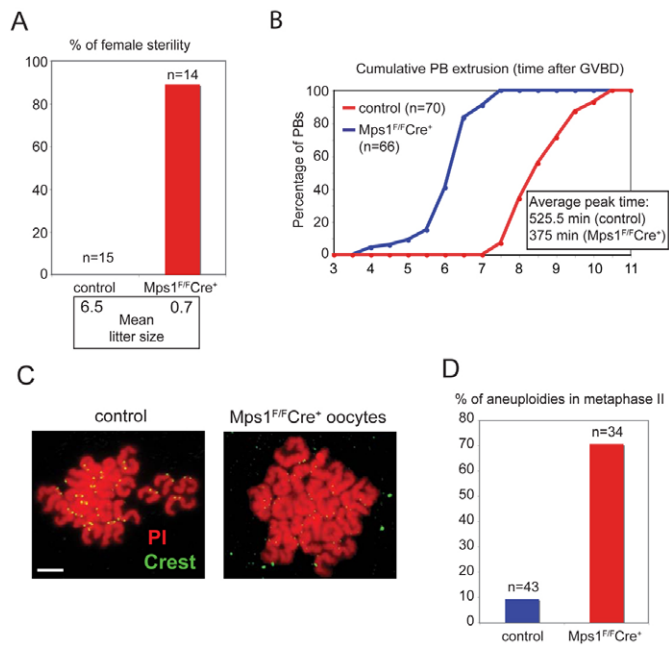 A
% of female sterility
100
80
60
40
20
0
n=14
n=15
control
Mps1F/FCre+
6.5
0.7
Mean
litter size
B
Cumulative PB extrusion (time after GVBD)
Percentage of PBs
100
80
60
40
20
0
control (n=70)
Mps1F/FCre+
(n=66)
Average peak time:
525.5 min (control)
375 min (Mps1F/FCre+)
3 4 5 6 7 8 9 10 11
C
control
Mps1F/FCre+ oocytes
PI
Crest
D
% of aneuploidies in metaphase II
80
70
60
50
40
30
20
10
0
n=34
n=43
control
Mps1F/FCre+